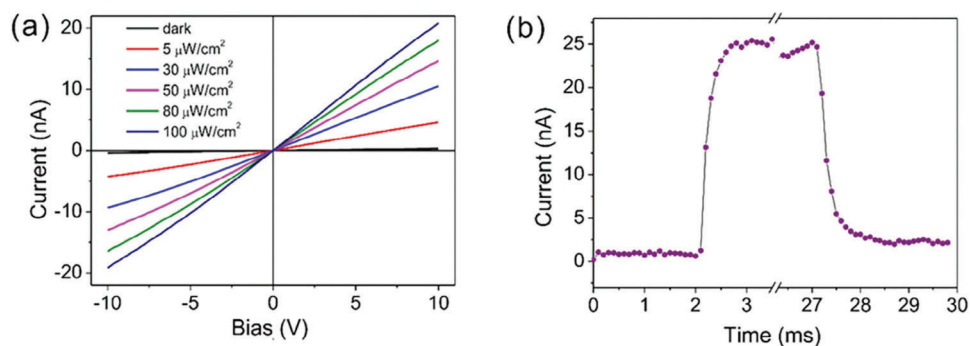 (a)
dark
5 μW/cm²
30 μW/cm²
50 μW/cm²
80 μW/cm²
100 μW/cm²
20
10
0
-10
-20
Current (nA)
-10 -5 0 5 10
Bias (V)
(b)
30
25
20
15
10
5
0
Current (nA)
0 1 2 3 27 28 29 30
Time (ms)